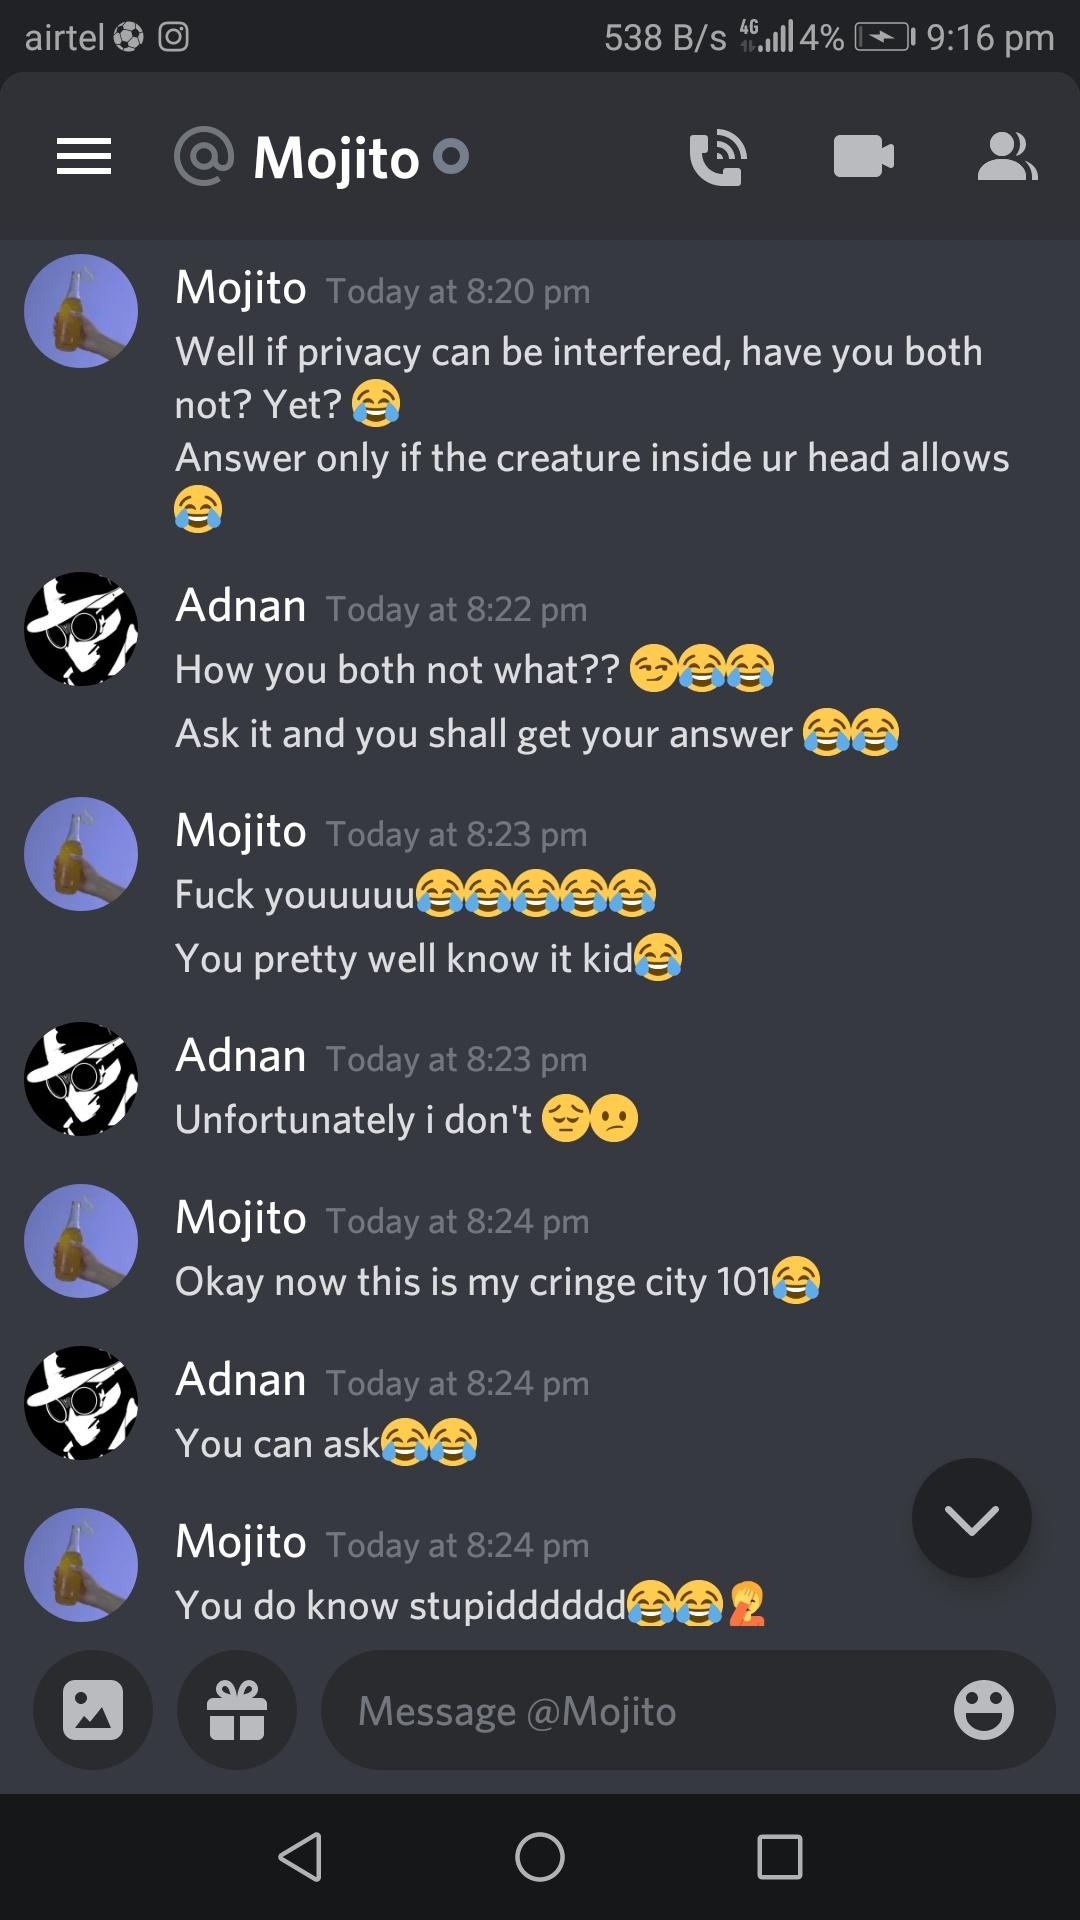 airtel 538 B/s 4G 4% 9:16 pm
@ Mojito
Mojito Today at 8:20 pm
Well if privacy can be interfered, have you both
not? Yet? 😂
Answer only if the creature inside ur head allows
😂
Adnan Today at 8:22 pm
How you both not what?? 😏😂😂
Ask it and you shall get your answer 😂😂
Mojito Today at 8:23 pm
Fuck youuuuu😂😂😂😂😂
You pretty well know it kid😂
Adnan Today at 8:23 pm
Unfortunately i don't 😔😕
Mojito Today at 8:24 pm
Okay now this is my cringe city 101😂
Adnan Today at 8:24 pm
You can ask😂😂
Mojito Today at 8:24 pm
You do know stupidddddd😂😂🤦
Message @Mojito